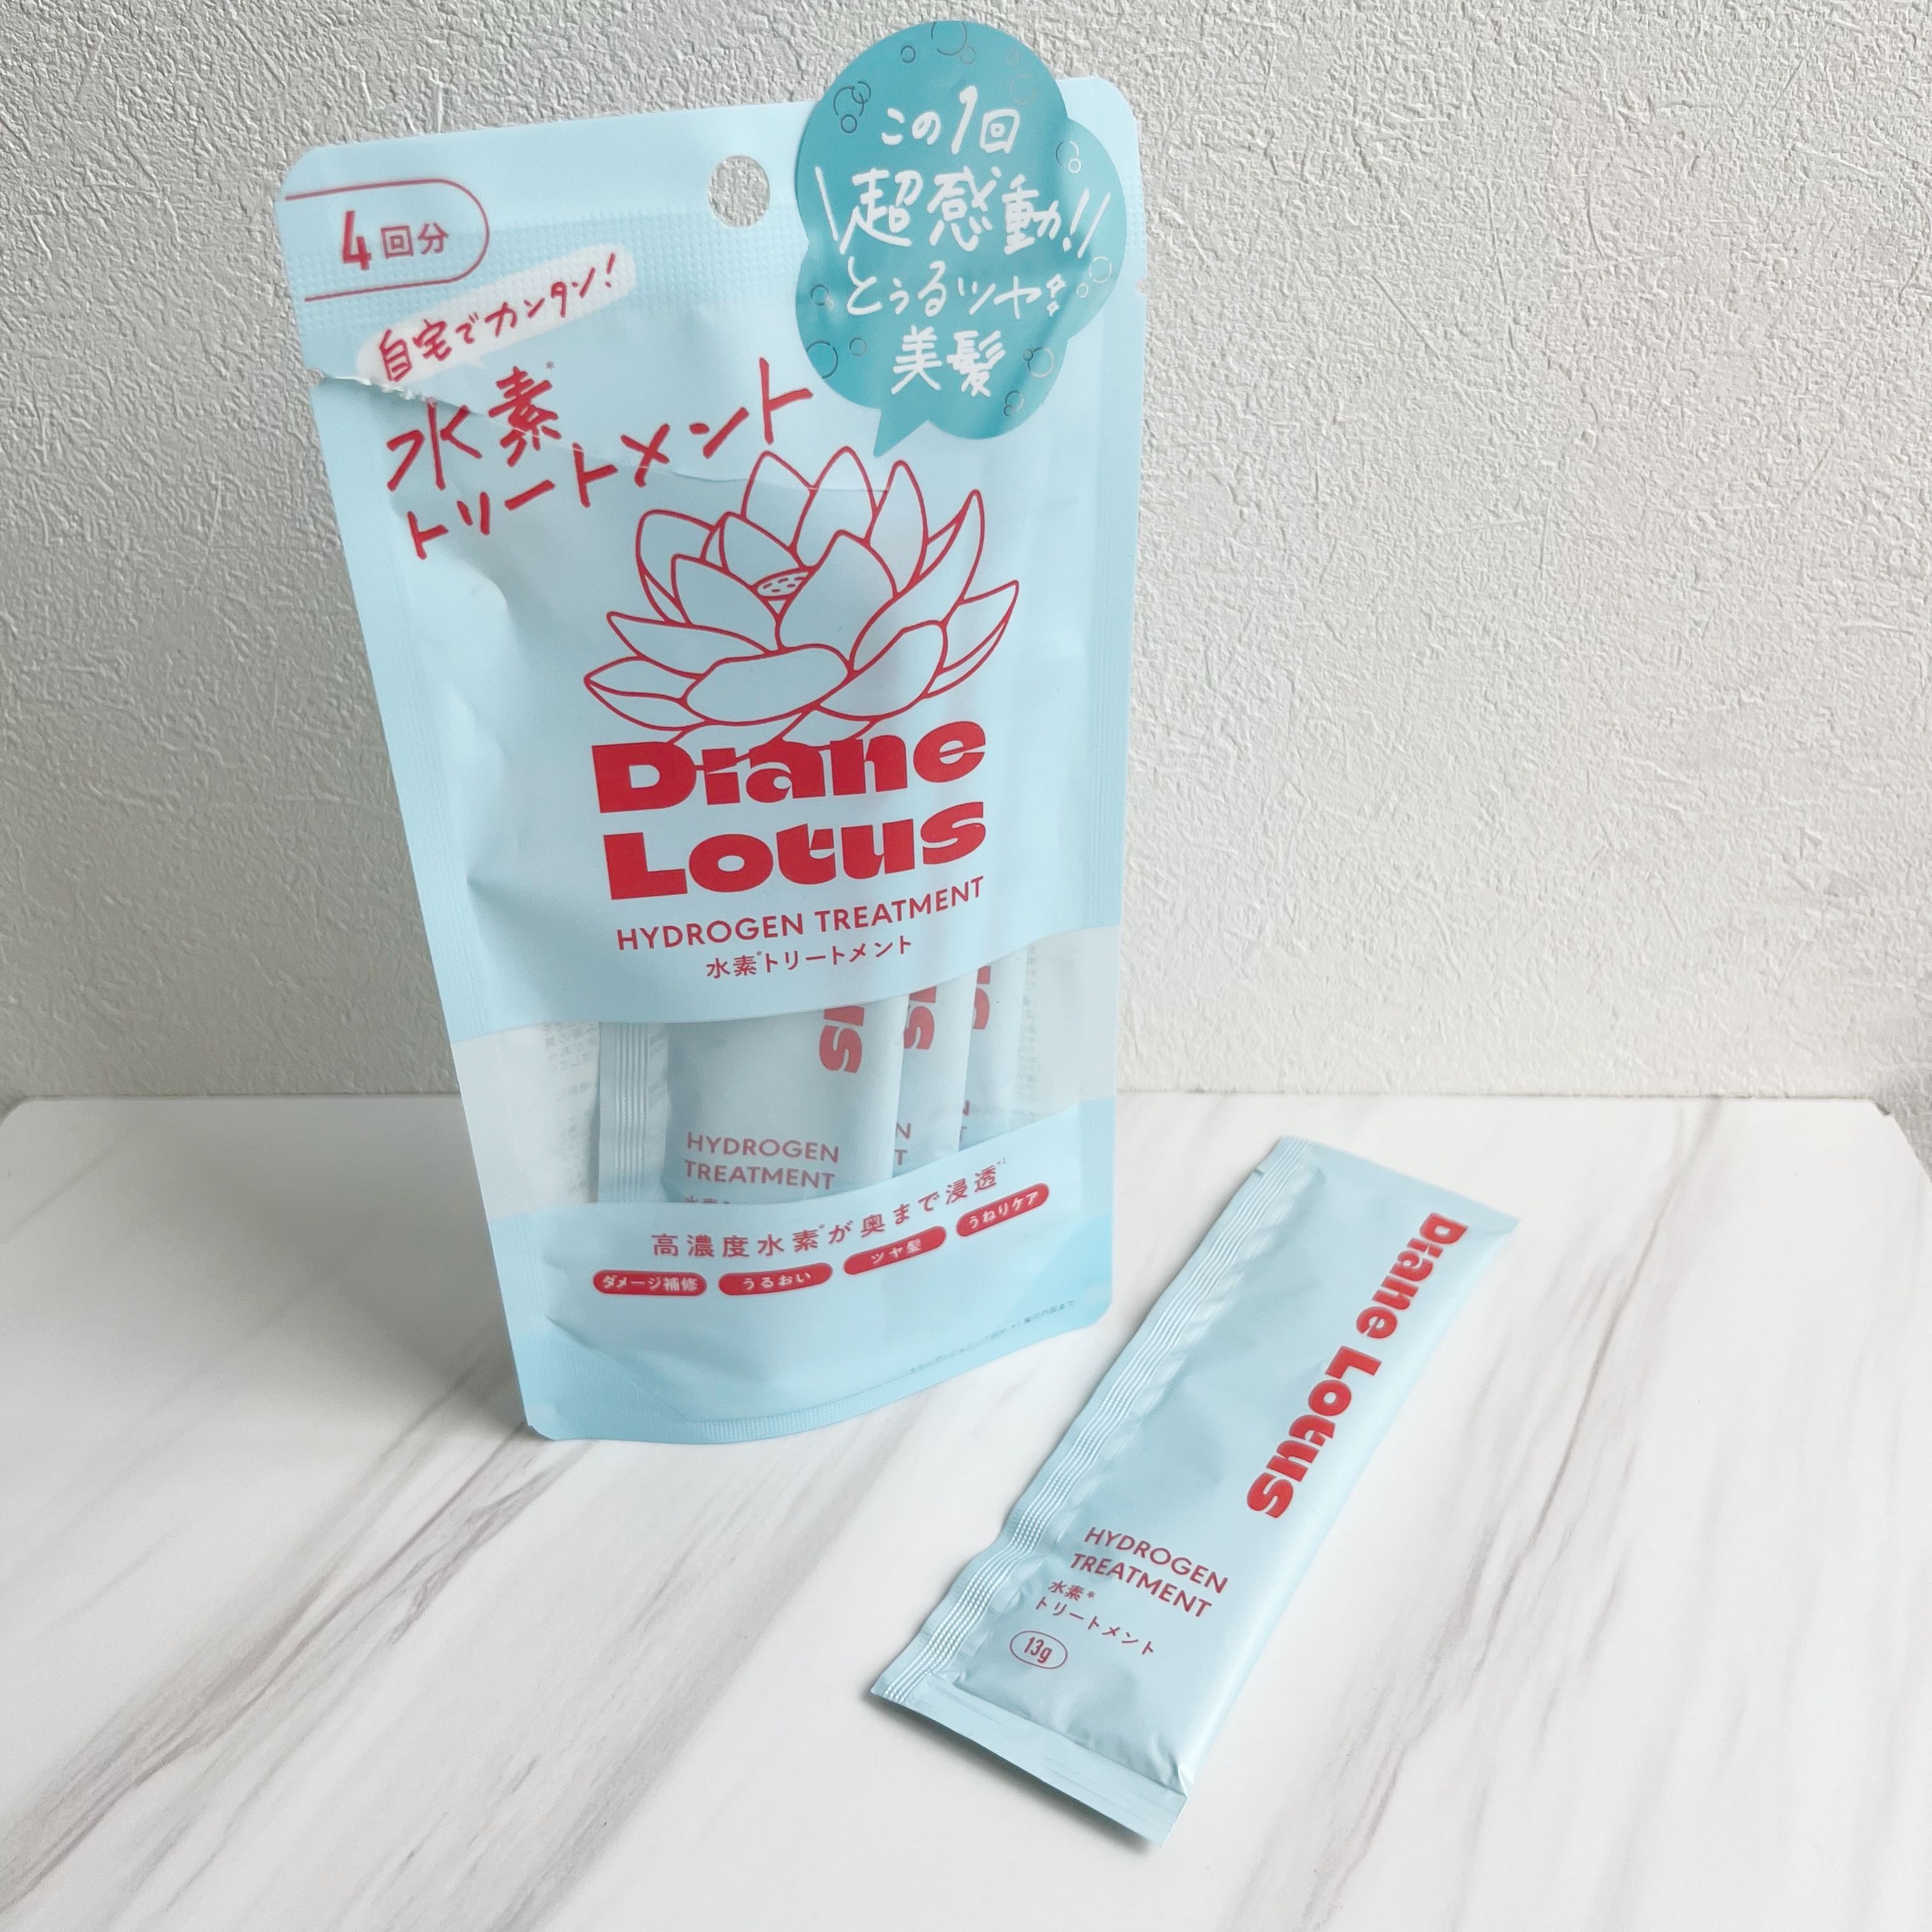 この1回
超感動!!
とぅるツヤ
美髪
4回分
自宅でカンタン!
水素*
トリートメント
Diane
Lotus
HYDROGEN TREATMENT
水素*トリートメント
HYDROGEN
TREATMENT
高濃度水素*が奥まで浸透*1
ダメージ補修 うるおい ツヤ髪 うねりケア
Diane Lotus
HYDROGEN
TREATMENT
水素*
トリートメント
13g